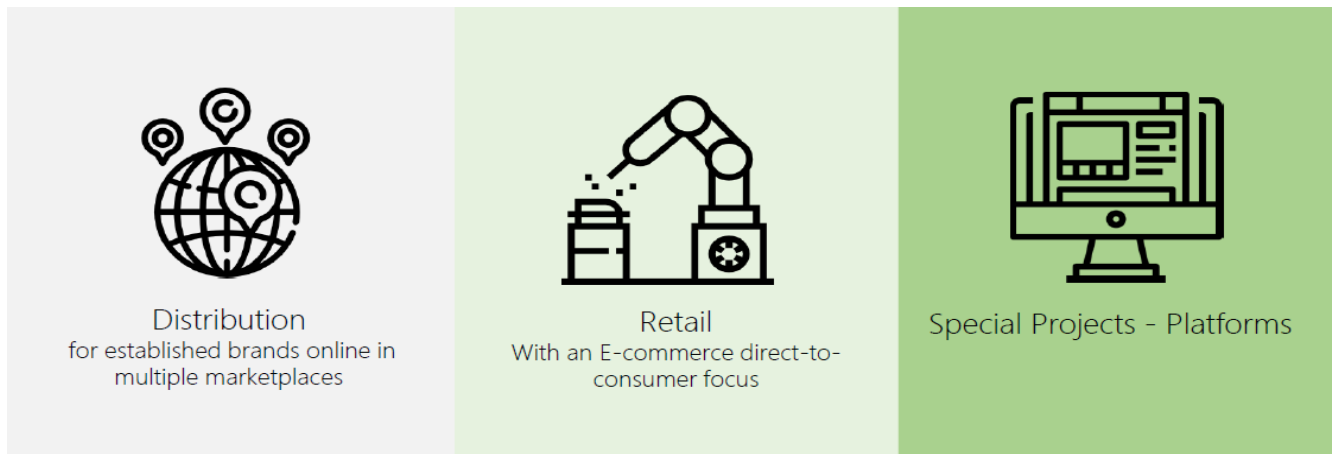 Distribution
for established brands online in
multiple marketplaces
Retail
With an E-commerce direct-to-
consumer focus
Special Projects - Platforms